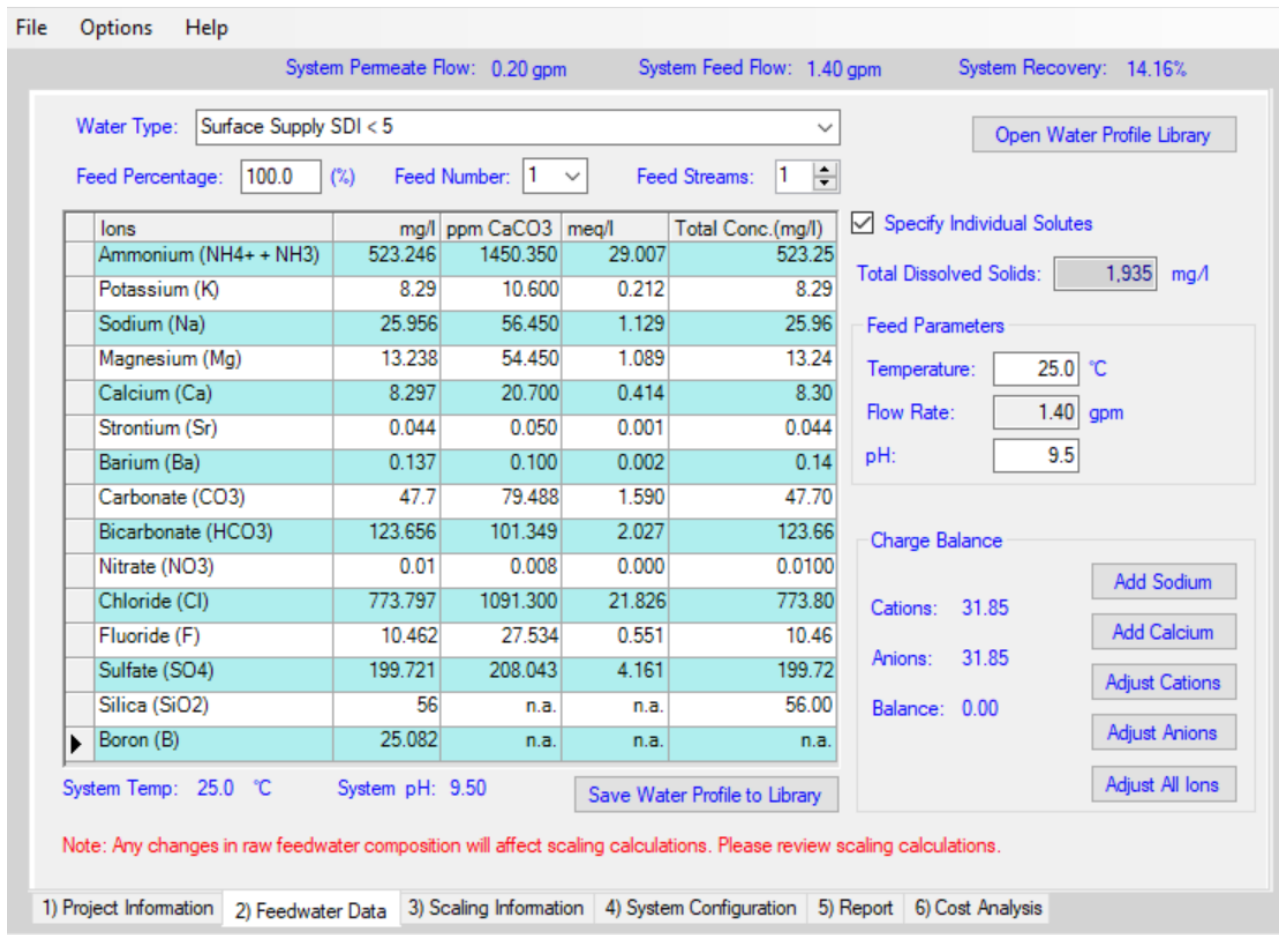 File Options Help
System Permeate Flow: 0.20 gpm System Feed Flow: 1.40 gpm System Recovery: 14.16%
Water Type: Surface Supply SDI < 5 Open Water Profile Library
Feed Percentage: 100.0 (%) Feed Number: 1 Feed Streams: 1
Ions mg/l ppm CaCO3 meq/l Total Conc.(mg/l)
Ammonium (NH4+ + NH3) 523.246 1450.350 29.007 523.25
Potassium (K) 8.29 10.600 0.212 8.29
Sodium (Na) 25.956 56.450 1.129 25.96
Magnesium (Mg) 13.238 54.450 1.089 13.24
Calcium (Ca) 8.297 20.700 0.414 8.30
Strontium (Sr) 0.044 0.050 0.001 0.044
Barium (Ba) 0.137 0.100 0.002 0.14
Carbonate (CO3) 47.7 79.488 1.590 47.70
Bicarbonate (HCO3) 123.656 101.349 2.027 123.66
Nitrate (NO3) 0.01 0.008 0.000 0.0100
Chloride (Cl) 773.797 1091.300 21.826 773.80
Fluoride (F) 10.462 27.534 0.551 10.46
Sulfate (SO4) 199.721 208.043 4.161 199.72
Silica (SiO2) 56 n.a. n.a. 56.00
Boron (B) 25.082 n.a. n.a. n.a.
System Temp: 25.0 °C System pH: 9.50 Save Water Profile to Library
Specify Individual Solutes
Total Dissolved Solids: 1,935 mg/l
Feed Parameters
Temperature: 25.0 °C
Flow Rate: 1.40 gpm
pH: 9.5
Charge Balance
Cations: 31.85
Anions: 31.85
Balance: 0.00
Add Sodium
Add Calcium
Adjust Cations
Adjust Anions
Adjust All Ions
Note: Any changes in raw feedwater composition will affect scaling calculations. Please review scaling calculations.
1) Project Information 2) Feedwater Data 3) Scaling Information 4) System Configuration 5) Report 6) Cost Analysis